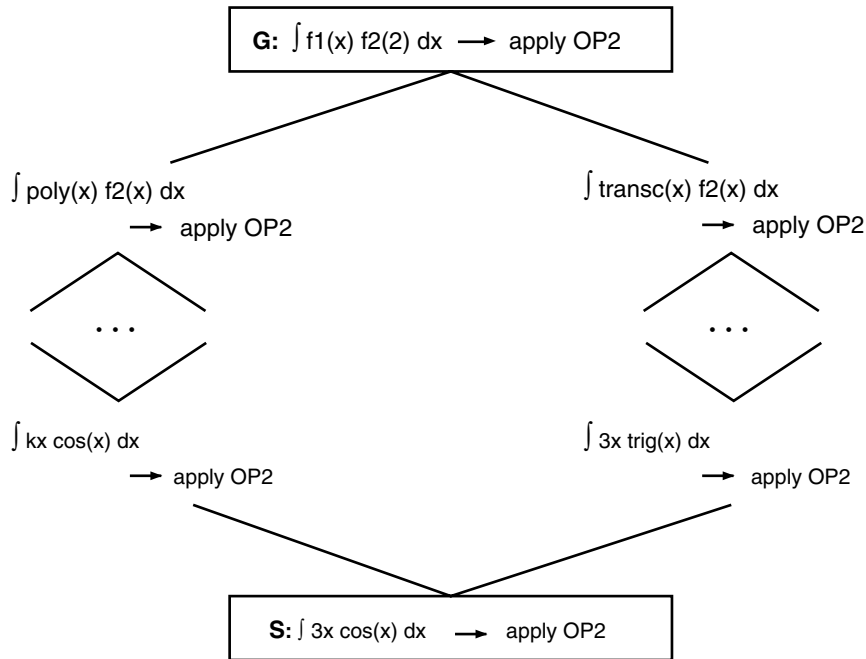 G: ∫ f1(x) f2(2) dx → apply OP2
∫ poly(x) f2(x) dx
→ apply OP2
∫ transc(x) f2(x) dx
→ apply OP2
. . .
. . .
∫ kx cos(x) dx
→ apply OP2
∫ 3x trig(x) dx
→ apply OP2
S: ∫ 3x cos(x) dx → apply OP2